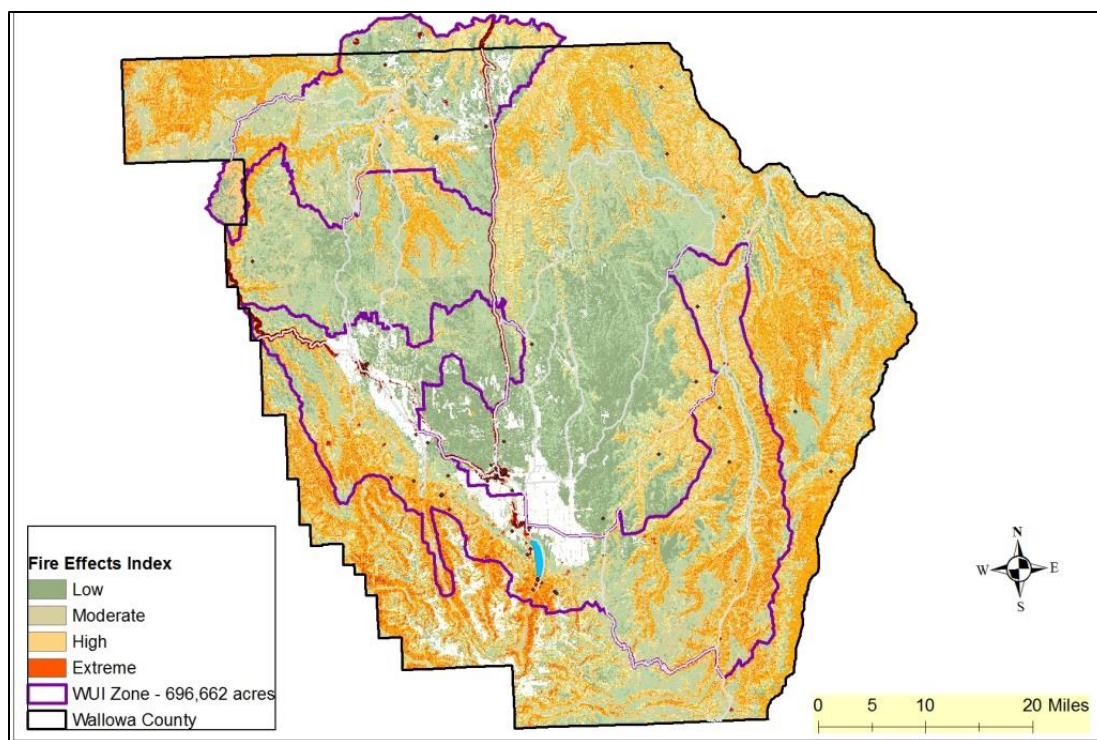 Fire Effects Index
Low
Moderate
High
Extreme
WUI Zone - 696,662 acres
Wallowa County
N
W E
S
0 5 10 20 Miles